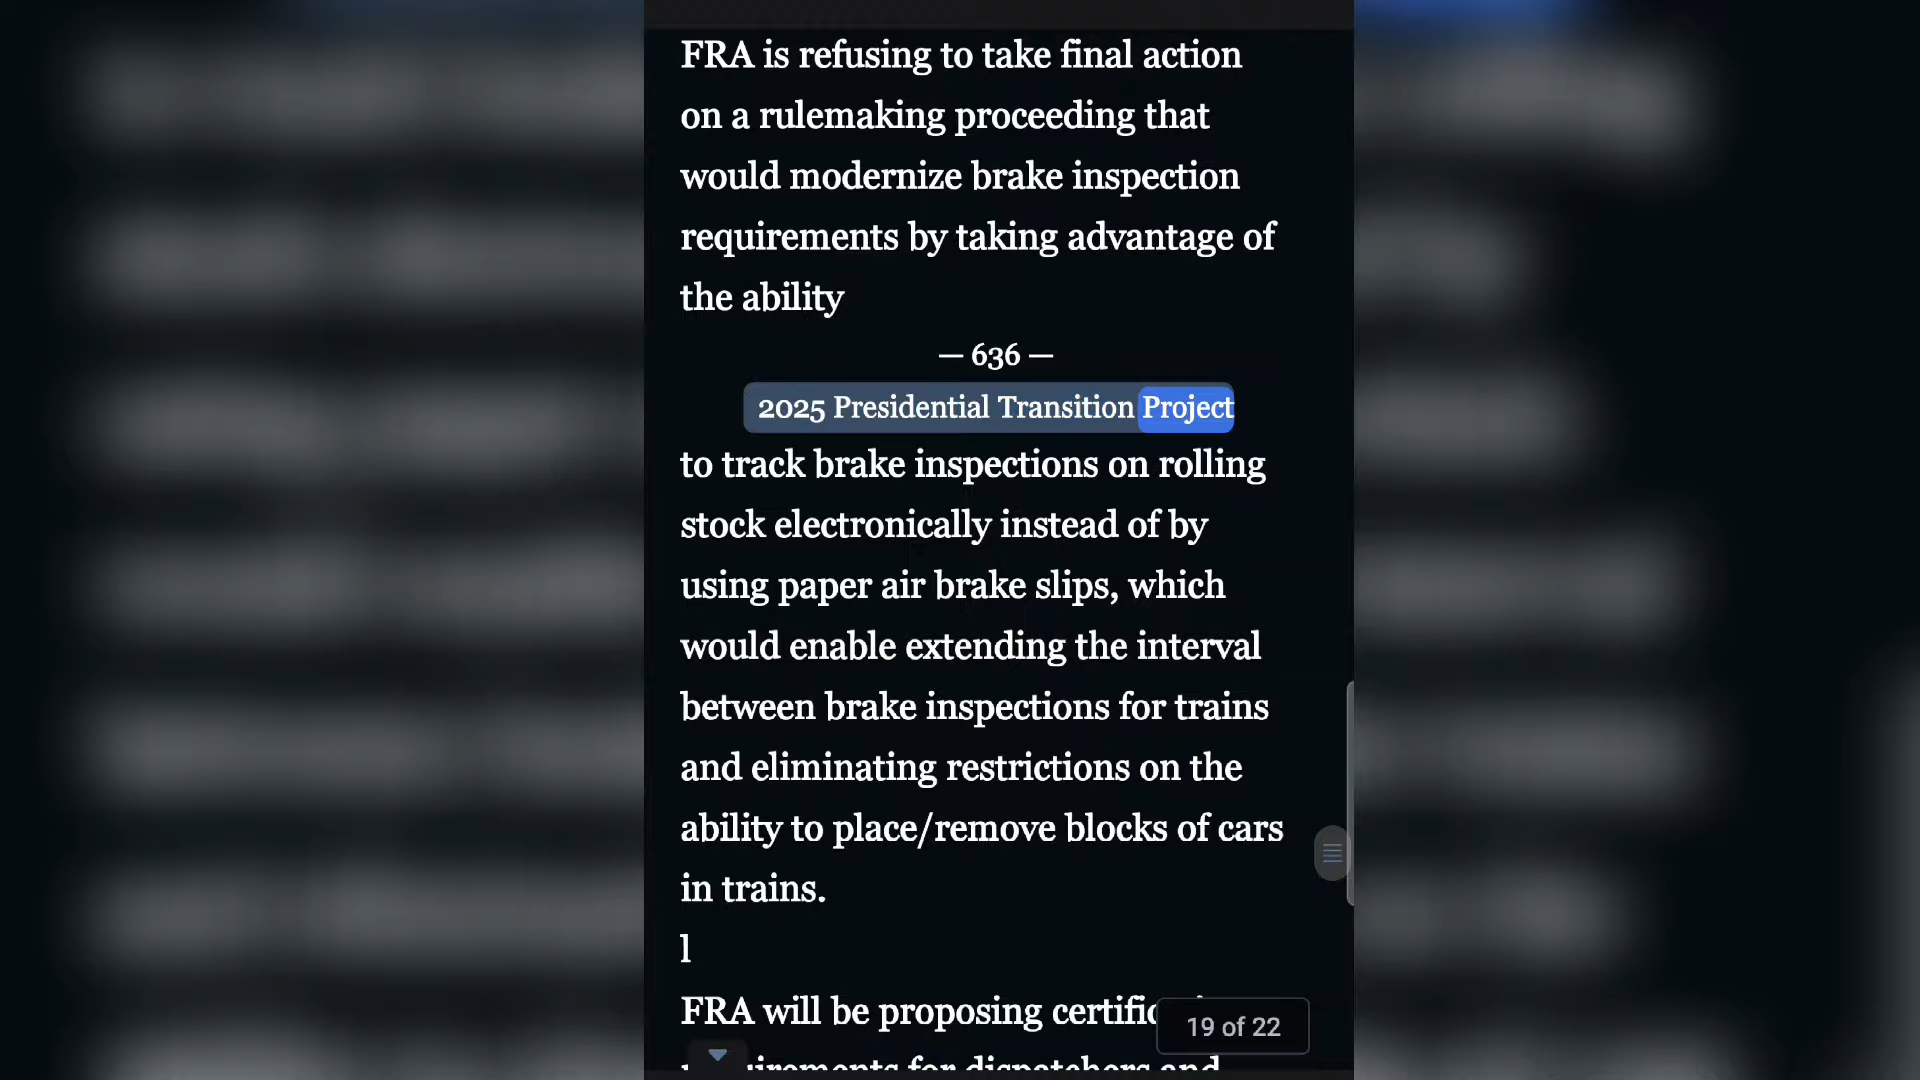 FRA is refusing to take final action
on a rulemaking proceeding that
would modernize brake inspection
requirements by taking advantage of
the ability
— 636 —
2025 Presidential Transition Project
to track brake inspections on rolling
stock electronically instead of by
using paper air brake slips, which
would enable extending the interval
between brake inspections for trains
and eliminating restrictions on the
ability to place/remove blocks of cars
in trains.
l
FRA will be proposing
19 of 22
for dispatchers and